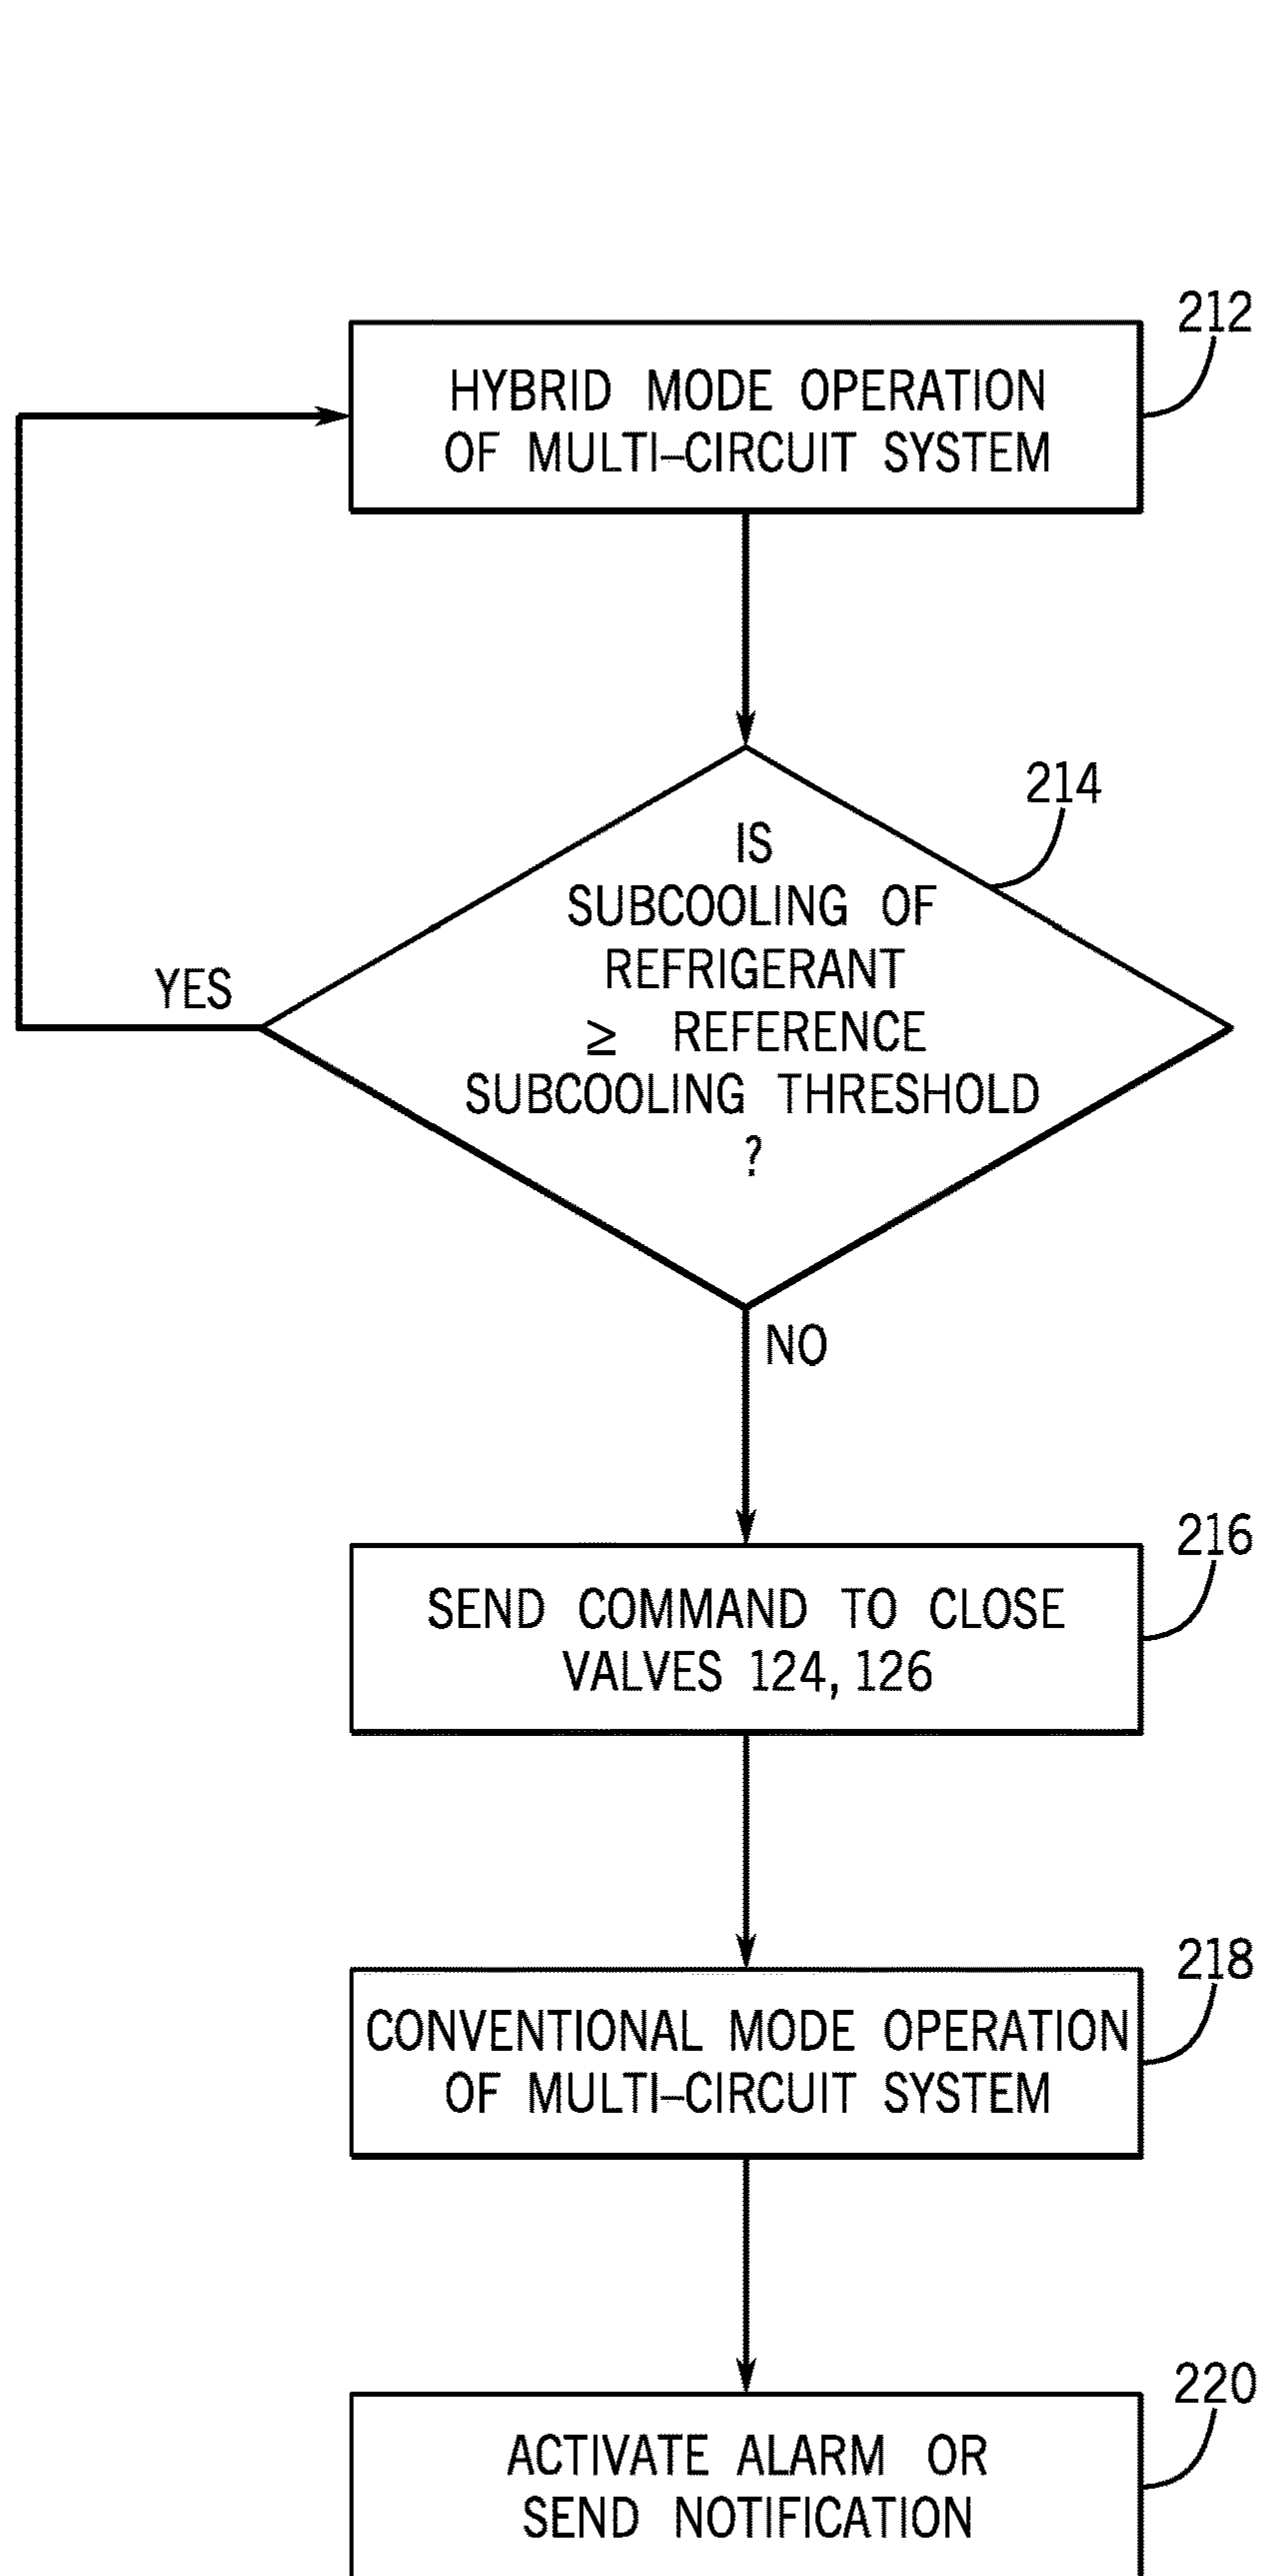 212
HYBRID MODE OPERATION
OF MULTI–CIRCUIT SYSTEM
214
IS
SUBCOOLING OF
REFRIGERANT
≥ REFERENCE
SUBCOOLING THRESHOLD
?
YES
NO
216
SEND COMMAND TO CLOSE
VALVES 124, 126
218
CONVENTIONAL MODE OPERATION
OF MULTI–CIRCUIT SYSTEM
220
ACTIVATE ALARM OR
SEND NOTIFICATION